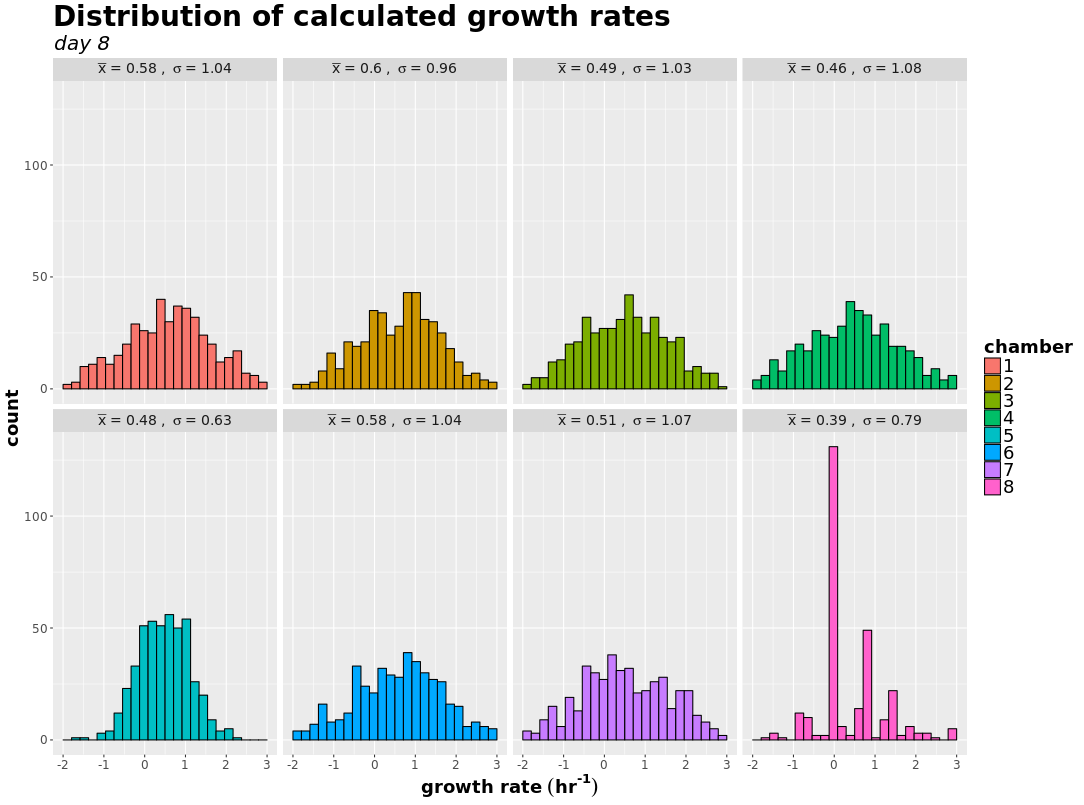 Distribution of calculated growth rates
day 8
x̅ = 0.58 , σ = 1.04
x̅ = 0.6 , σ = 0.96
x̅ = 0.49 , σ = 1.03
x̅ = 0.46 , σ = 1.08
100
50
0
x̅ = 0.48 , σ = 0.63
x̅ = 0.58 , σ = 1.04
x̅ = 0.51 , σ = 1.07
x̅ = 0.39 , σ = 0.79
100
50
0
-2 -1 0 1 2 3
-2 -1 0 1 2 3
-2 -1 0 1 2 3
-2 -1 0 1 2 3
growth rate (hr⁻¹)
count
chamber
1
2
3
4
5
6
7
8